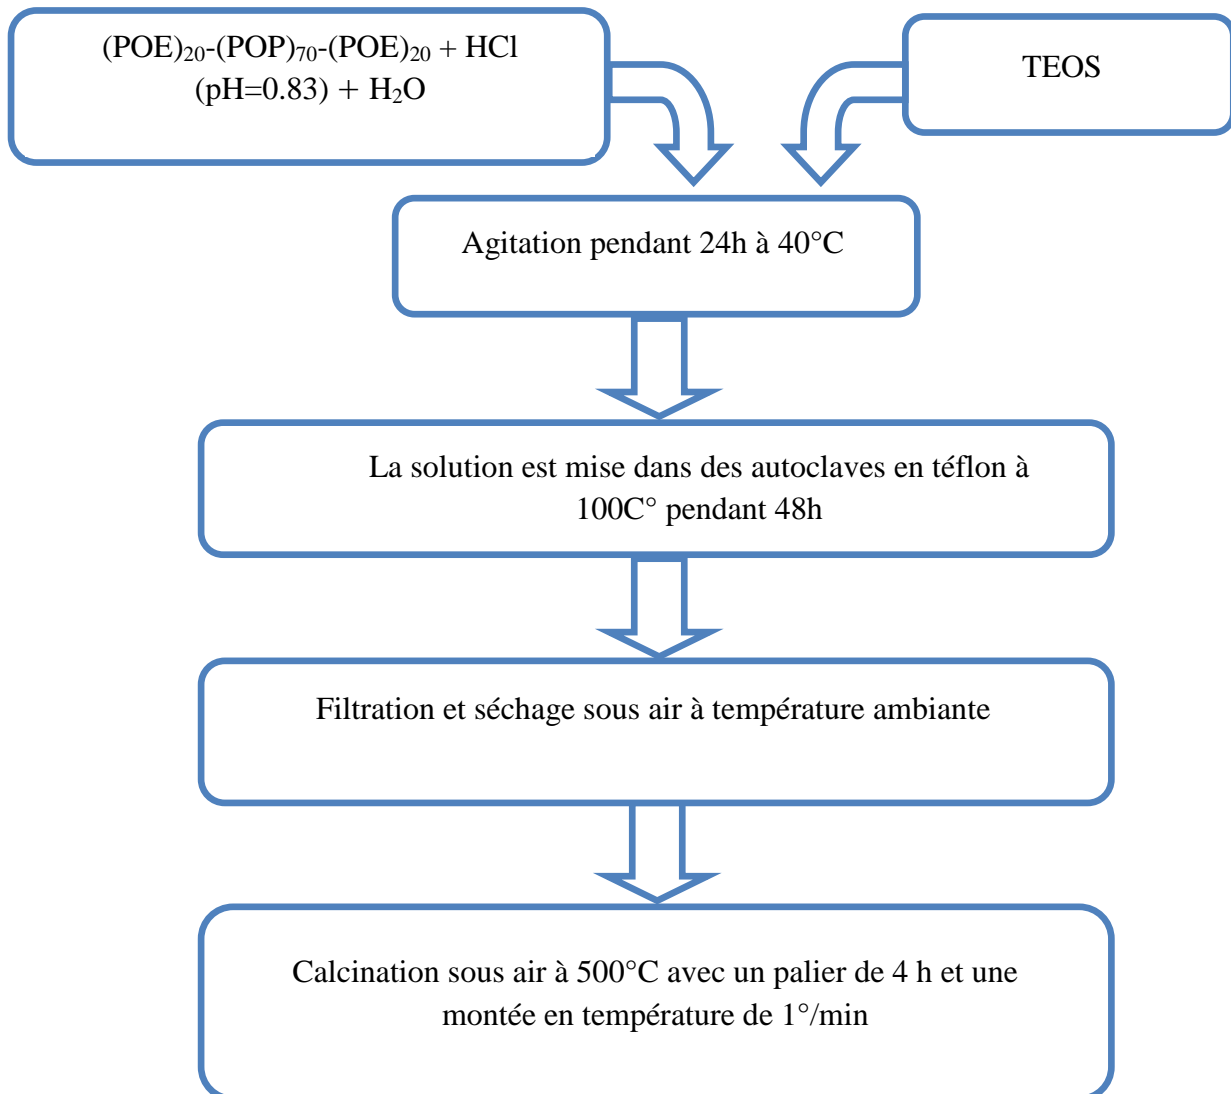 (POE)₂₀-(POP)₇₀-(POE)₂₀ + HCl
(pH=0.83) + H₂O
TEOS
Agitation pendant 24h à 40°C
La solution est mise dans des autoclaves en téflon à
100C° pendant 48h
Filtration et séchage sous air à température ambiante
Calcination sous air à 500°C avec un palier de 4 h et une
montée en température de 1°/min